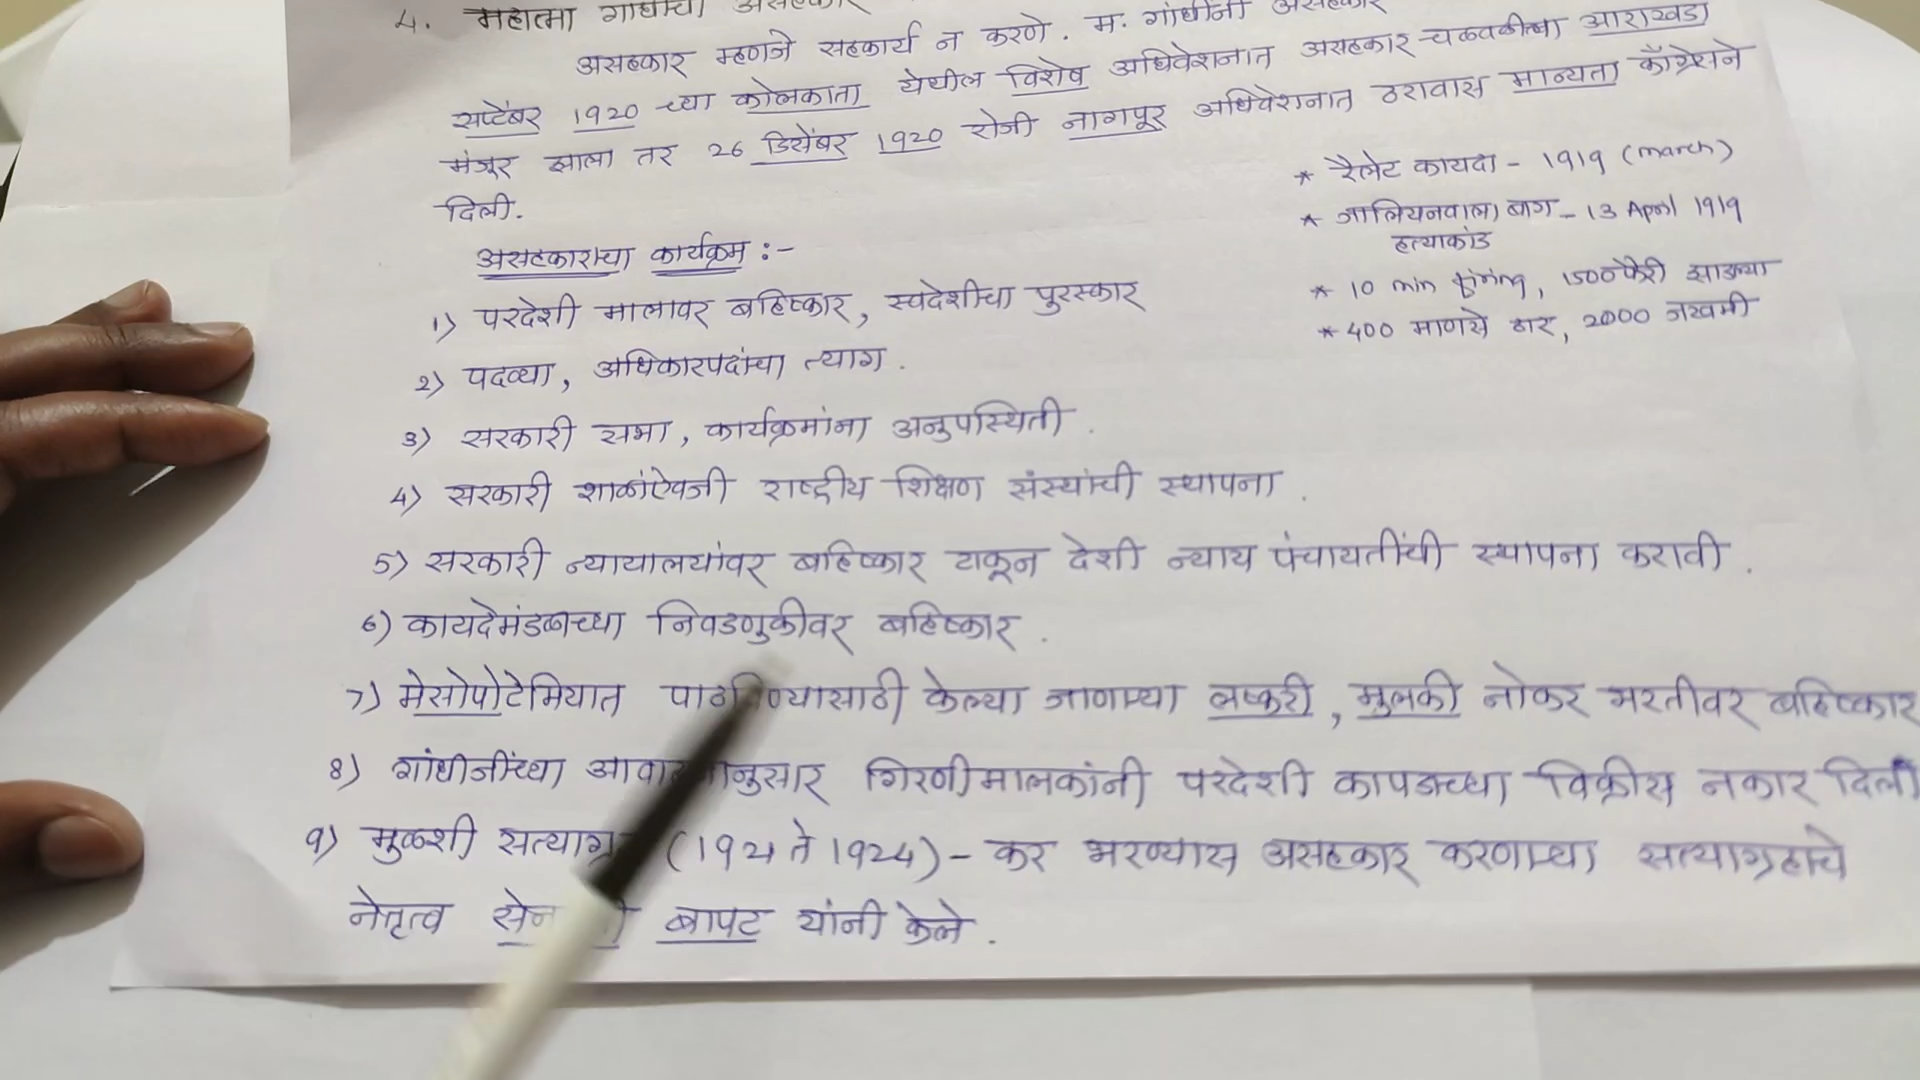 4. महात्मा गांधींचा असहकार
असहकार म्हणजे सहकार्य न करणे. म. गांधींनी असहकार
सप्टेंबर 1920 च्या कोलकाता येथील विशेष अधिवेशनात असहकार चळवळीचा आराखडा
मंजूर झाला तर 26 डिसेंबर 1920 रोजी नागपूर अधिवेशनात ठरावास मान्यता काँग्रेसने
दिली.
* रौलेट कायदा - 1919 (March)
* जालियनवाला बाग - 13 April 1919
हत्याकांड
* 10 min firing, 1500 फैरी झाडल्या
* 400 माणसे ठार, 2000 जखमी
असहकाराचा कार्यक्रम :-
1) परदेशी मालावर बहिष्कार, स्वदेशीचा पुरस्कार
2) पदव्या, अधिकारपदांचा त्याग.
3) सरकारी सभा, कार्यक्रमांना अनुपस्थिती.
4) सरकारी शाळांऐवजी राष्ट्रीय शिक्षण संस्थांची स्थापना.
5) सरकारी न्यायालयांवर बहिष्कार टाकून देशी न्याय पंचायतींची स्थापना करावी.
6) कायदेमंडळाच्या निवडणुकीवर बहिष्कार.
7) मेसोपोटेमियात पाठविण्यासाठी केल्या जाणाऱ्या लष्करी, मुलकी नोकर भरतीवर बहिष्कार
8) गांधीजींच्या गिरणीमालकांनी परदेशी कापडाच्या विक्रीस नकार दिला
9) मुळशी सत्याग्रह (1921 ते 1924) - कर भरण्यास असहकार करणाऱ्या सत्याग्रहाचे
नेतृत्व बापट यांनी केले.